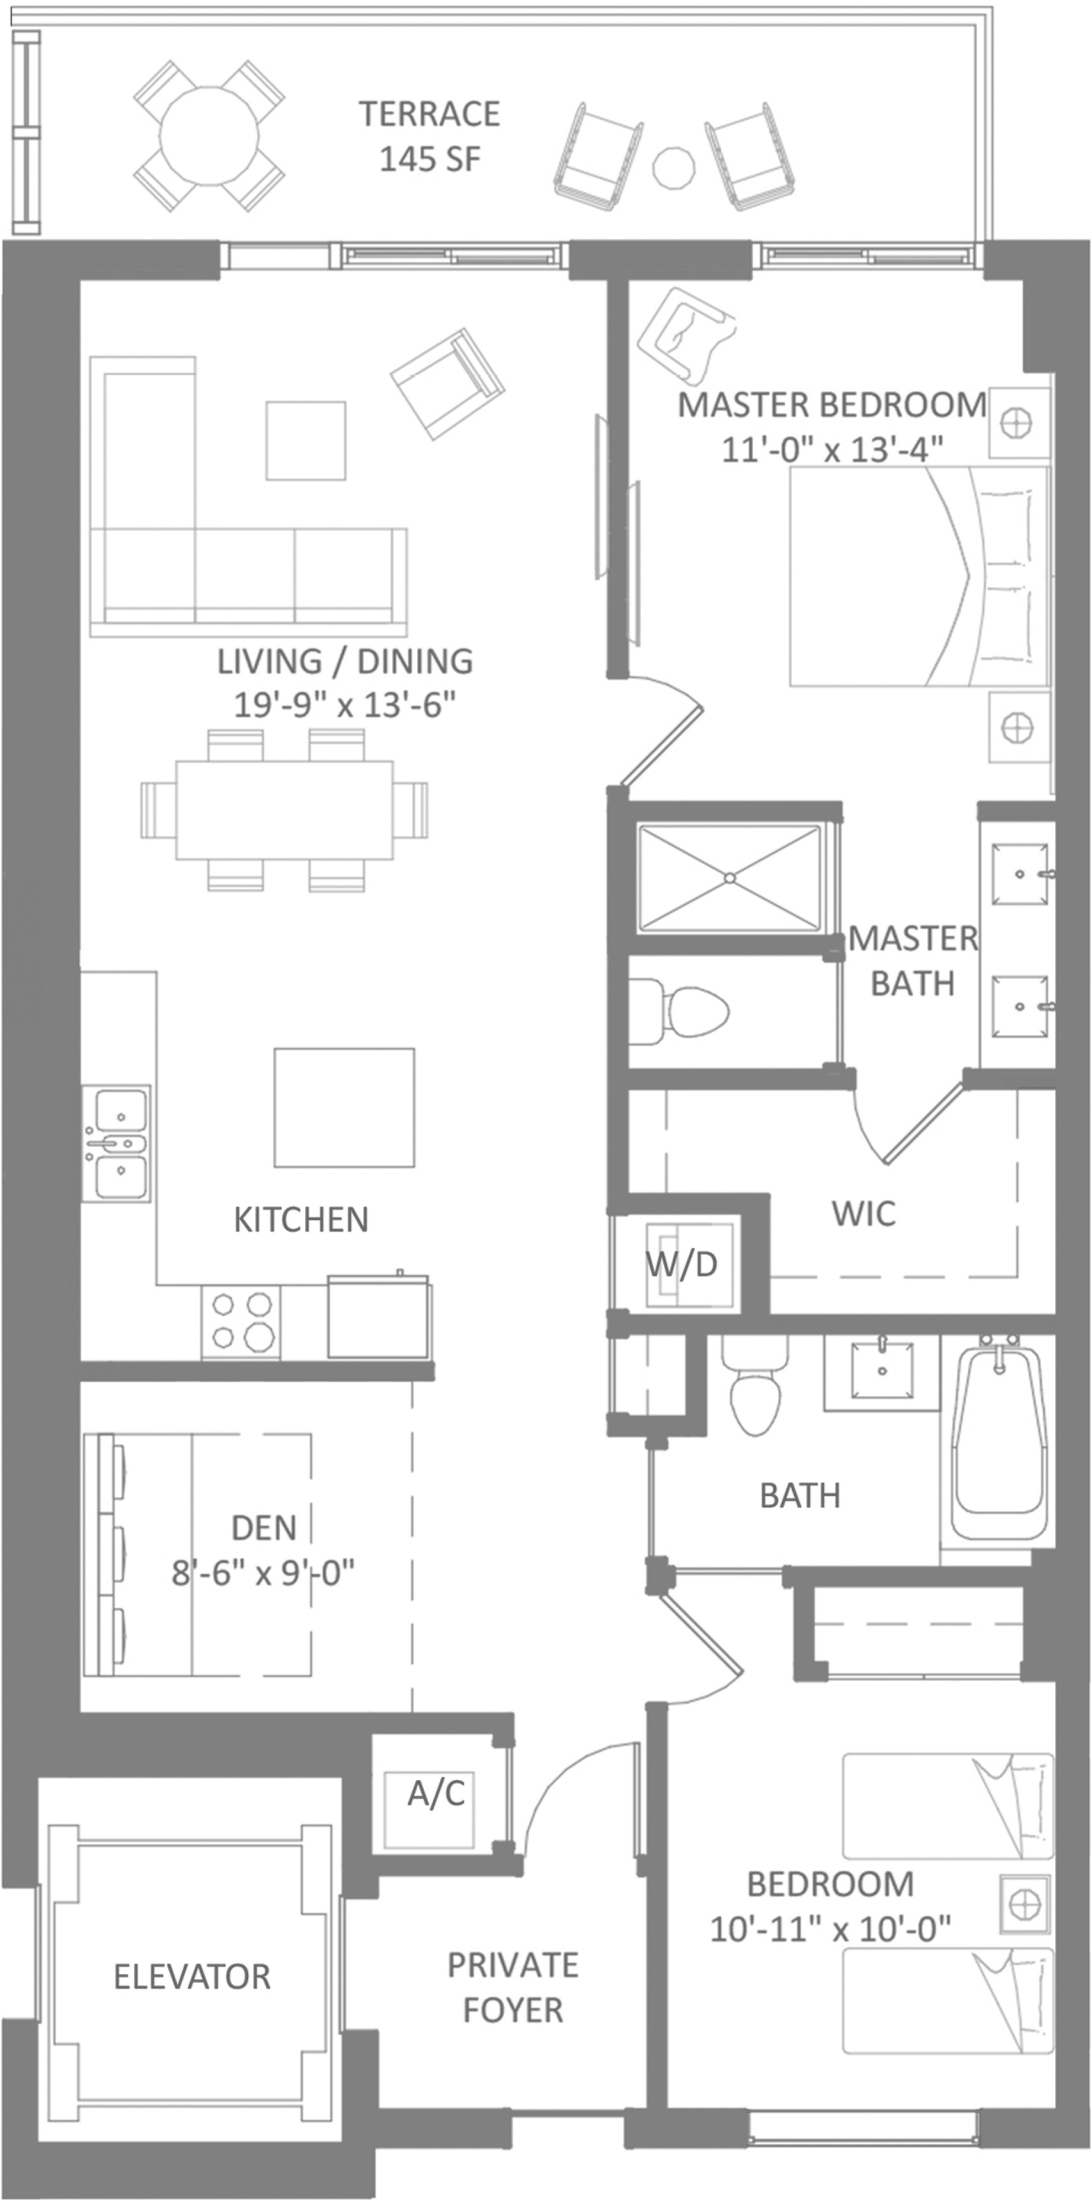 TERRACE
145 SF
MASTER BEDROOM
11'-0" x 13'-4"
LIVING / DINING
19'-9" x 13'-6"
MASTER
BATH
KITCHEN
WIC
W/D
BATH
DEN
8'-6" x 9'-0"
A/C
BEDROOM
10'-11" x 10'-0"
PRIVATE
FOYER
ELEVATOR